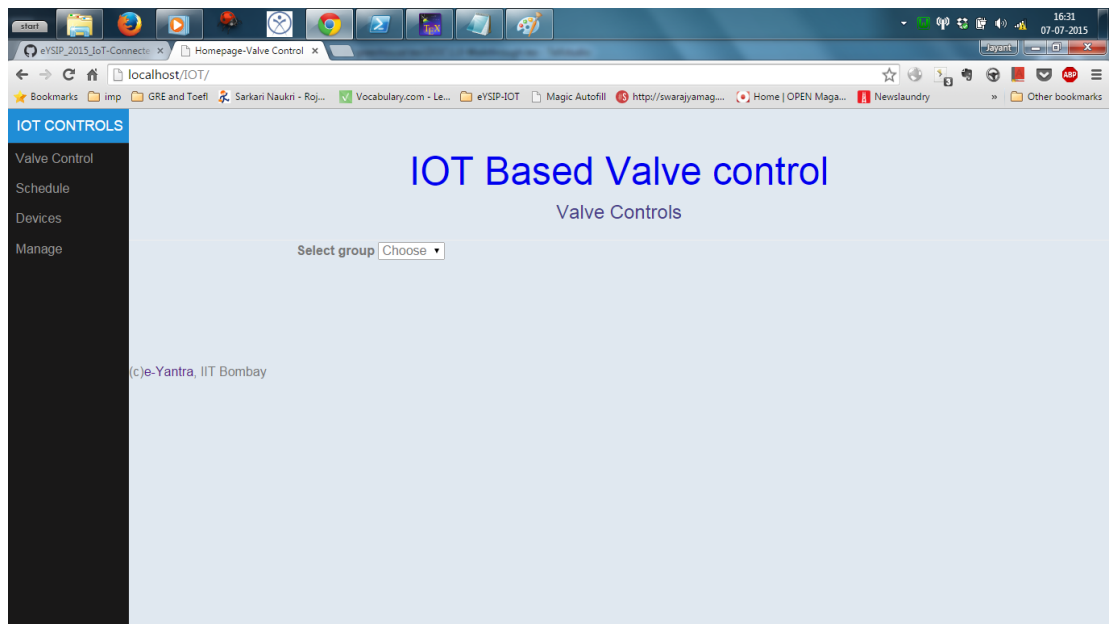 start
16:31
07-07-2015
eYSIP_2015_IoT-Connecte
Homepage-Valve Control
Jayant
localhost/IOT/
ABP
Bookmarks imp GRE and Toefl Sarkari Naukri - Roj... Vocabulary.com - Le... eYSIP-IOT Magic Autofill http://swarajyamag.... Home | OPEN Maga... Newslaundry » Other bookmarks
IOT CONTROLS
Valve Control
Schedule
Devices
Manage
IOT Based Valve control
Valve Controls
Select group Choose
(c)e-Yantra, IIT Bombay